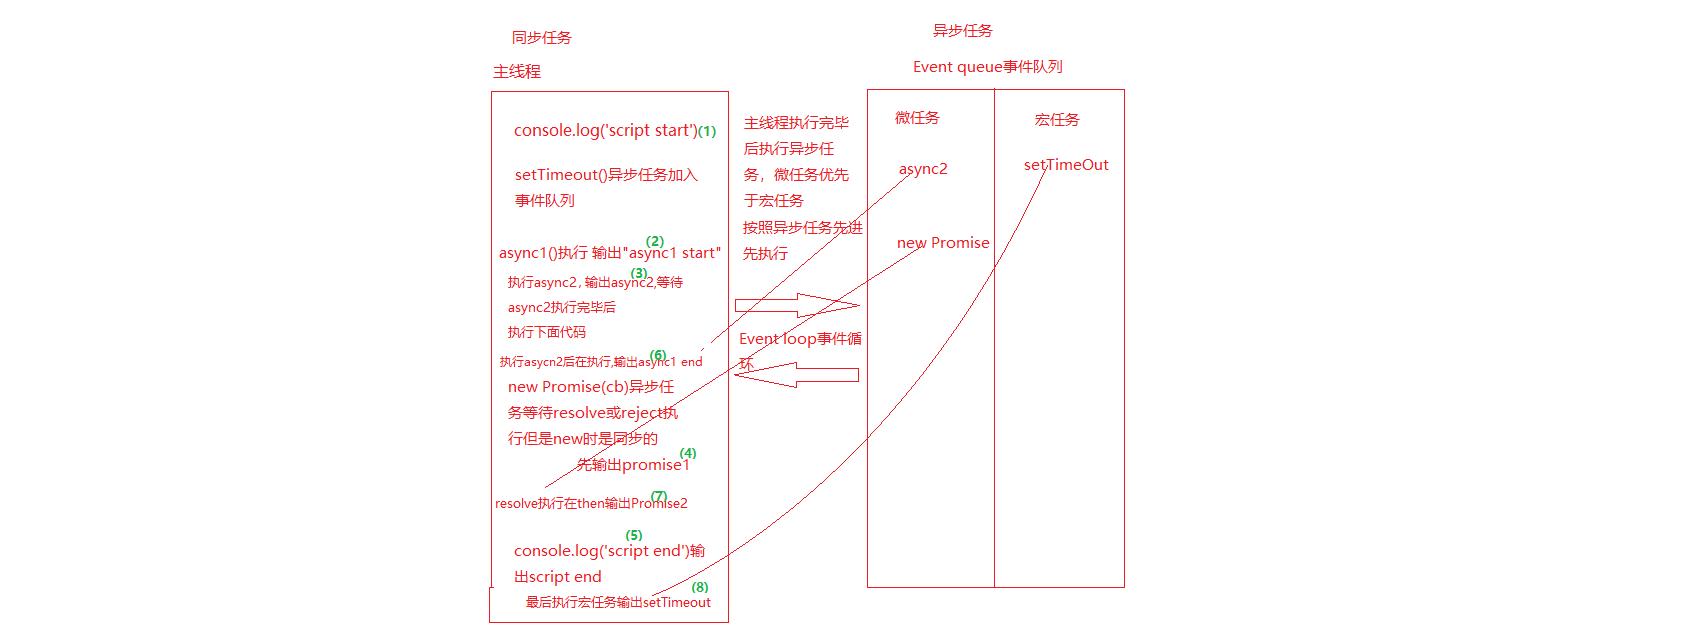 同步任务
主线程
console.log('script start')(1)
setTimeout()异步任务加入
事件队列
(2)
async1()执行 输出"async1 start"
(3)
执行async2，输出async2,等待
async2执行完毕后
执行下面代码
(6)
执行asycn2后在执行,输出async1 end
new Promise(cb)异步任
务等待resolve或reject执
行但是new时是同步的
(4)
先输出promise1
(7)
resolve执行在then输出Promise2
(5)
console.log('script end')输
出script end
(8)
最后执行宏任务输出setTimeout
主线程执行完毕
后执行异步任
务，微任务优先
于宏任务
按照异步任务先进
先执行
Event loop事件循
环
异步任务
Event queue事件队列
微任务
async2
new Promise
宏任务
setTimeOut